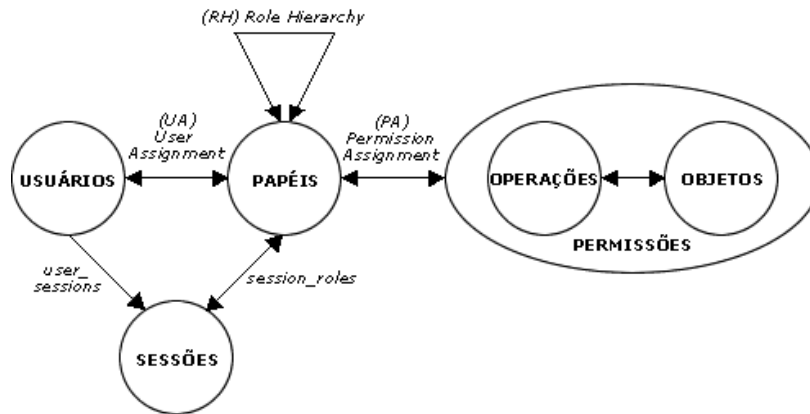 (RH) Role Hierarchy
(UA)
User
Assignment
(PA)
Permission
Assignment
USUÁRIOS
PAPÉIS
OPERAÇÕES
OBJETOS
PERMISSÕES
user_
sessions
session_roles
SESSÕES